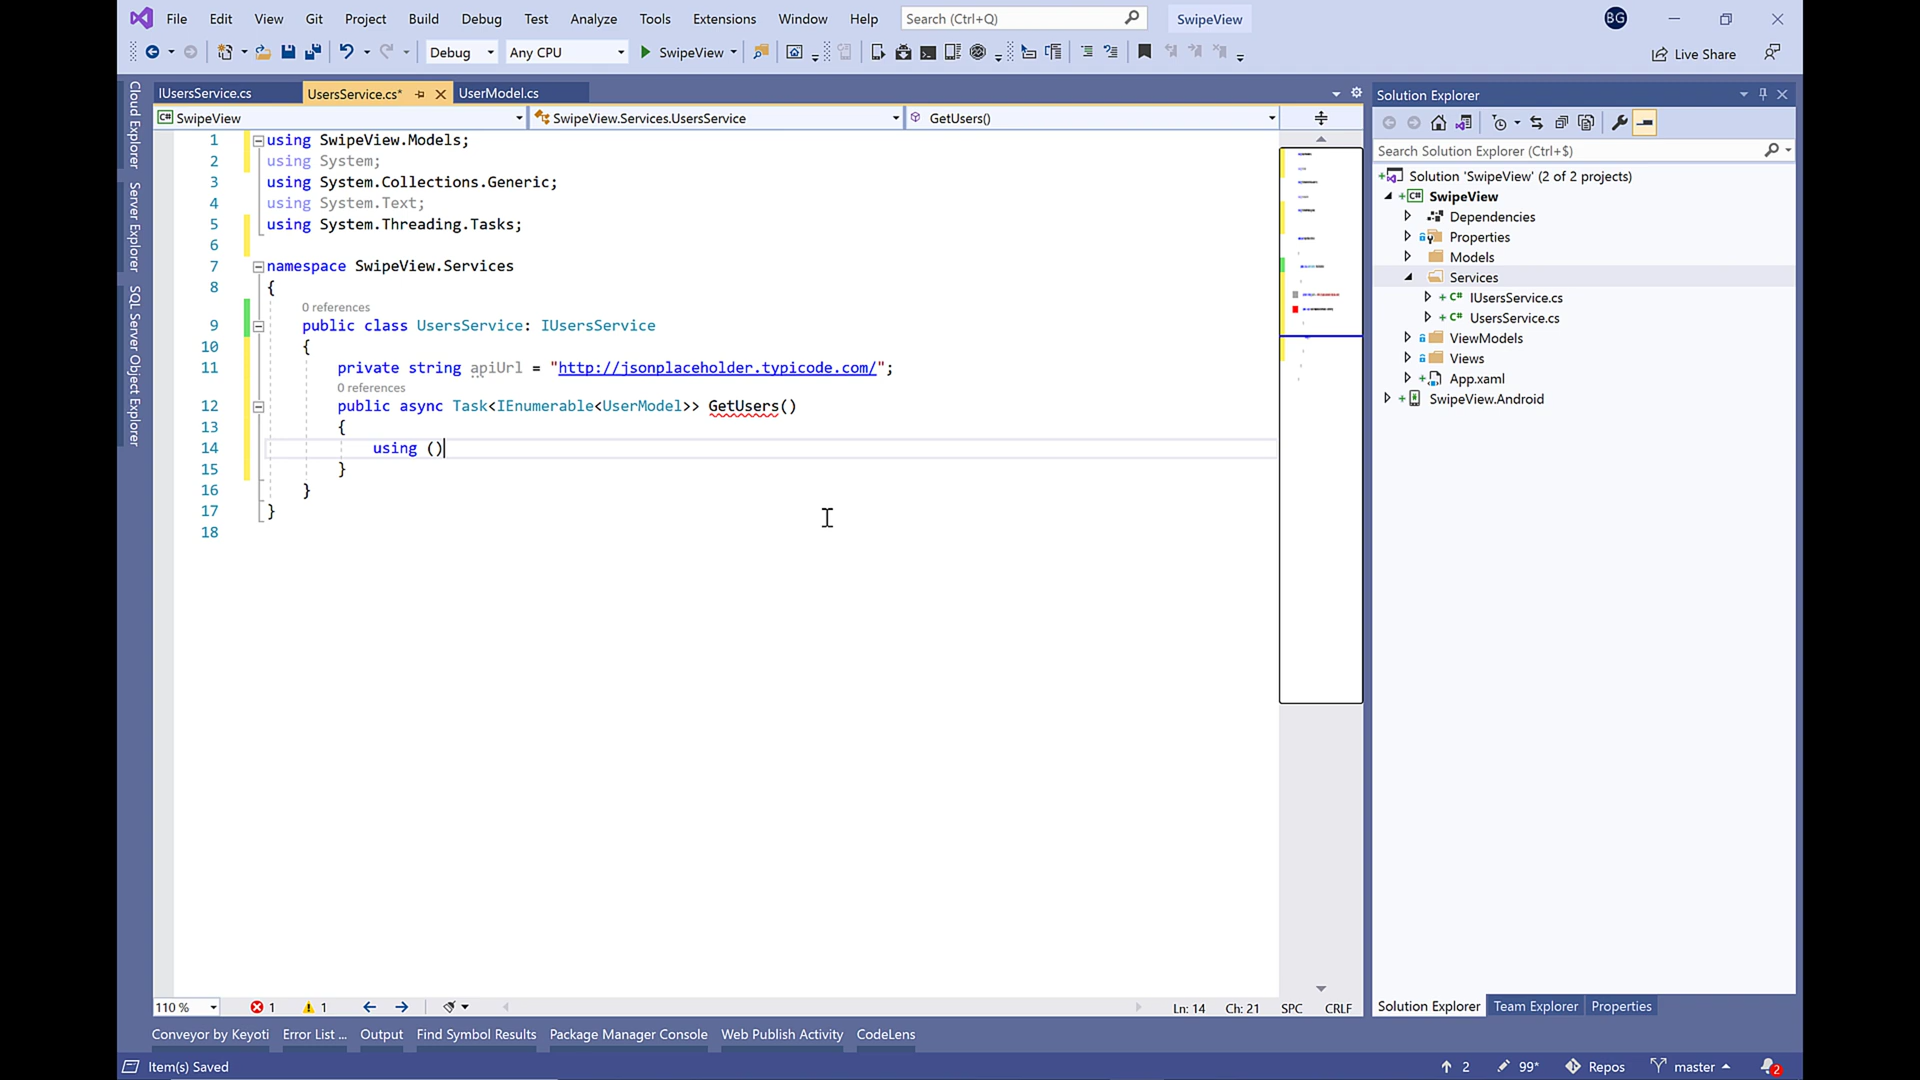 File Edit View Git Project Build Debug Test Analyze Tools Extensions Window Help Search (Ctrl+Q) SwipeView BG
Debug Any CPU SwipeView Live Share
Cloud Explorer
Server Explorer
SQL Server Object Explorer
IUsersService.cs UsersService.cs* UserModel.cs
SwipeView SwipeView.Services.UsersService GetUsers()
1 using SwipeView.Models;
2 using System;
3 using System.Collections.Generic;
4 using System.Text;
5 using System.Threading.Tasks;
6
7 namespace SwipeView.Services
8 {
0 references
9 public class UsersService: IUsersService
10 {
11 private string apiUrl = "http://jsonplaceholder.typicode.com/";
0 references
12 public async Task<IEnumerable<UserModel>> GetUsers()
13 {
14 using ()
15 }
16 }
17 }
18
110 % 1 1 Ln: 14 Ch: 21 SPC CRLF
Solution Explorer
Search Solution Explorer (Ctrl+$)
Solution 'SwipeView' (2 of 2 projects)
SwipeView
Dependencies
Properties
Models
Services
IUsersService.cs
UsersService.cs
ViewModels
Views
App.xaml
SwipeView.Android
Solution Explorer Team Explorer Properties
Conveyor by Keyoti Error List ... Output Find Symbol Results Package Manager Console Web Publish Activity CodeLens
Item(s) Saved 2 99* Repos master 2